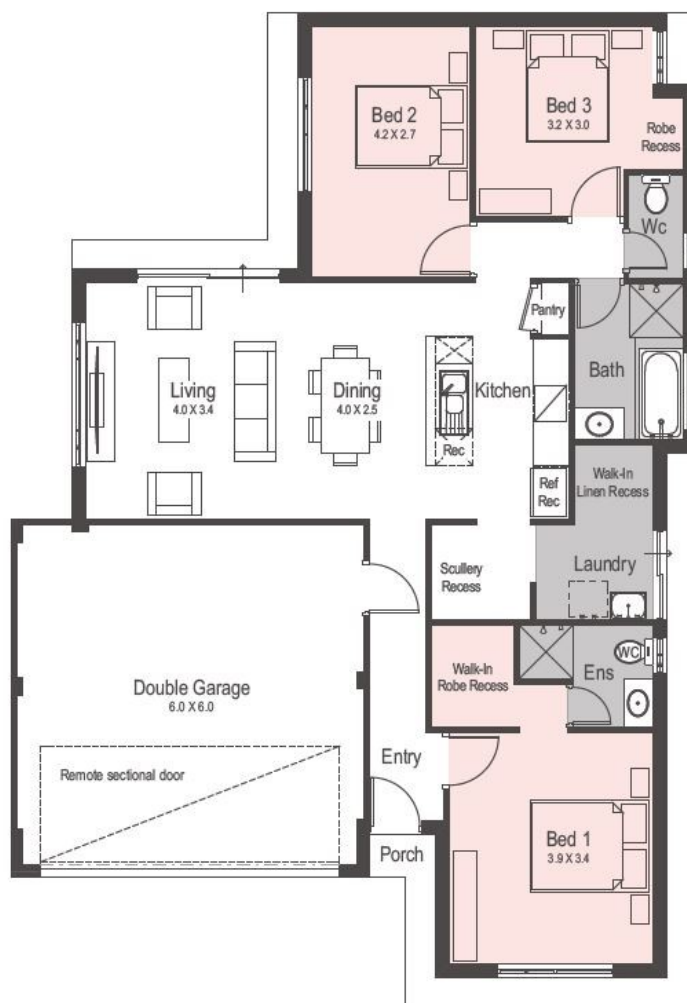 Bed 2
4.2 X 2.7
Bed 3
3.2 X 3.0
Robe
Recess
Wc
Pantry
Living
4.0 X 3.4
Dining
4.0 X 2.5
Kitchen
Bath
Rec
Ref
Rec
Walk-In
Linen Recess
Scullery
Recess
Laundry
Double Garage
6.0 X 6.0
Walk-In
Robe Recess
WC
Ens
Remote sectional door
Entry
Porch
Bed 1
3.9 X 3.4